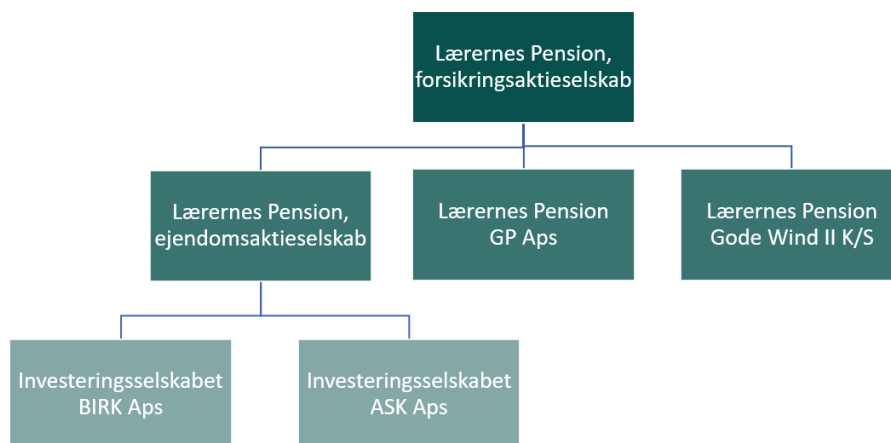 Lærernes Pension,
forsikringsaktieselskab
Lærernes Pension,
ejendomsaktieselskab
Lærernes Pension
GP Aps
Lærernes Pension
Gode Wind II K/S
Investeringsselskabet
BIRK Aps
Investeringsselskabet
ASK Aps